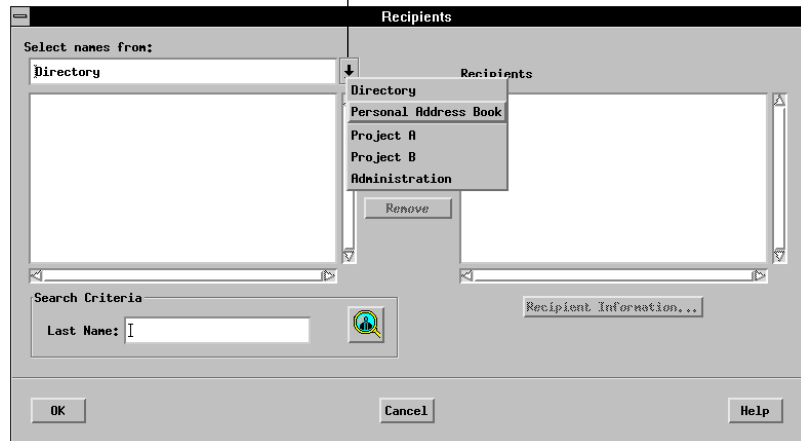 Recipients
Select names from:
Directory
Recipients
Directory
Personal Address Book
Project A
Project B
Administration
Remove
Search Criteria
Last Name:
Recipient Information...
OK
Cancel
Help